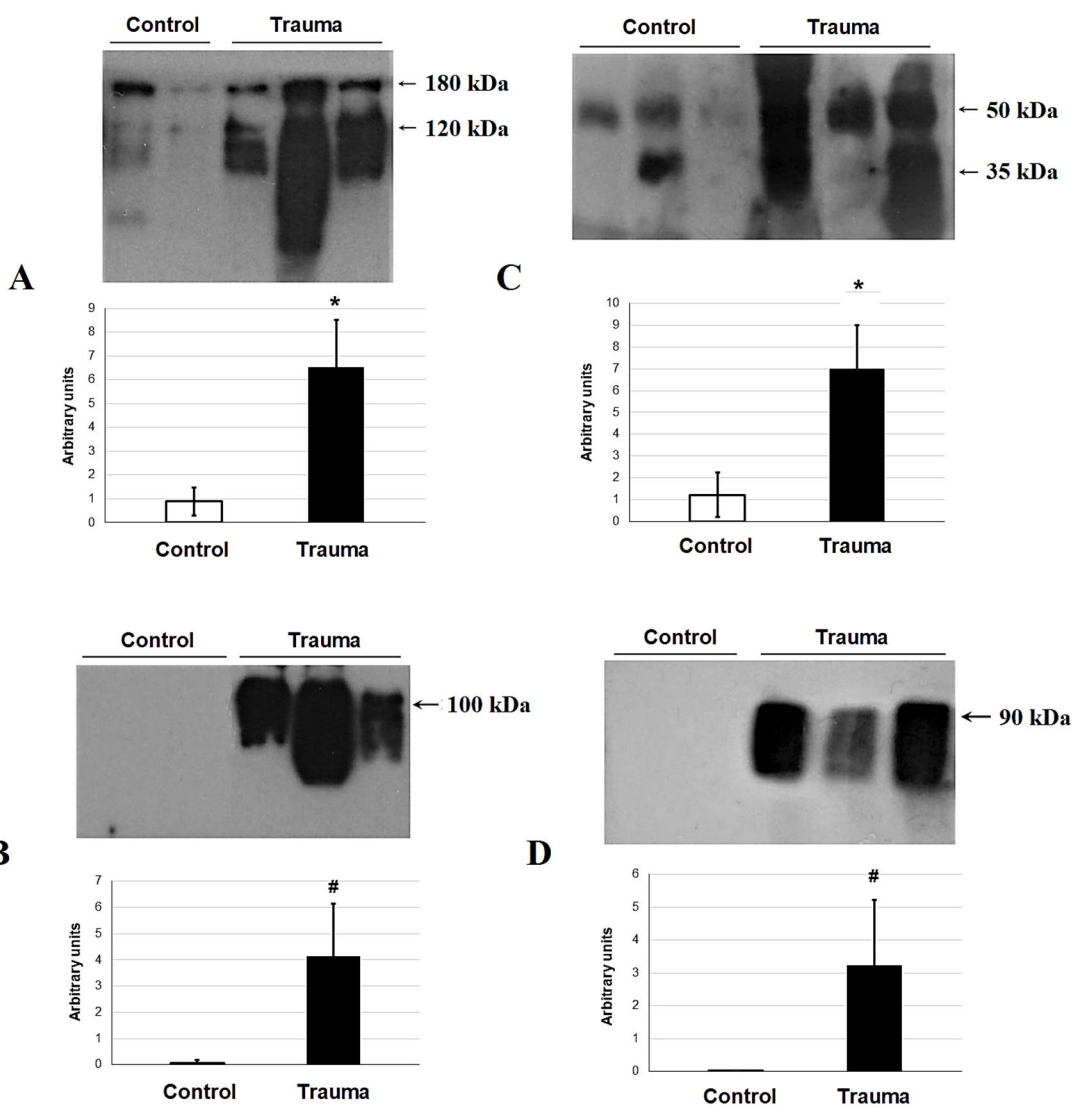 Control Trauma
180 kDa
120 kDa
A
9
8
7
6
5
4
3
2
1
0
Arbitrary units
*
Control Trauma
Control Trauma
50 kDa
35 kDa
C
10
9
8
7
6
5
4
3
2
1
0
Arbitrary units
*
Control Trauma
Control Trauma
100 kDa
B
7
6
5
4
3
2
1
0
Arbitrary units
#
Control Trauma
Control Trauma
90 kDa
D
6
5
4
3
2
1
0
Arbitrary units
#
Control Trauma